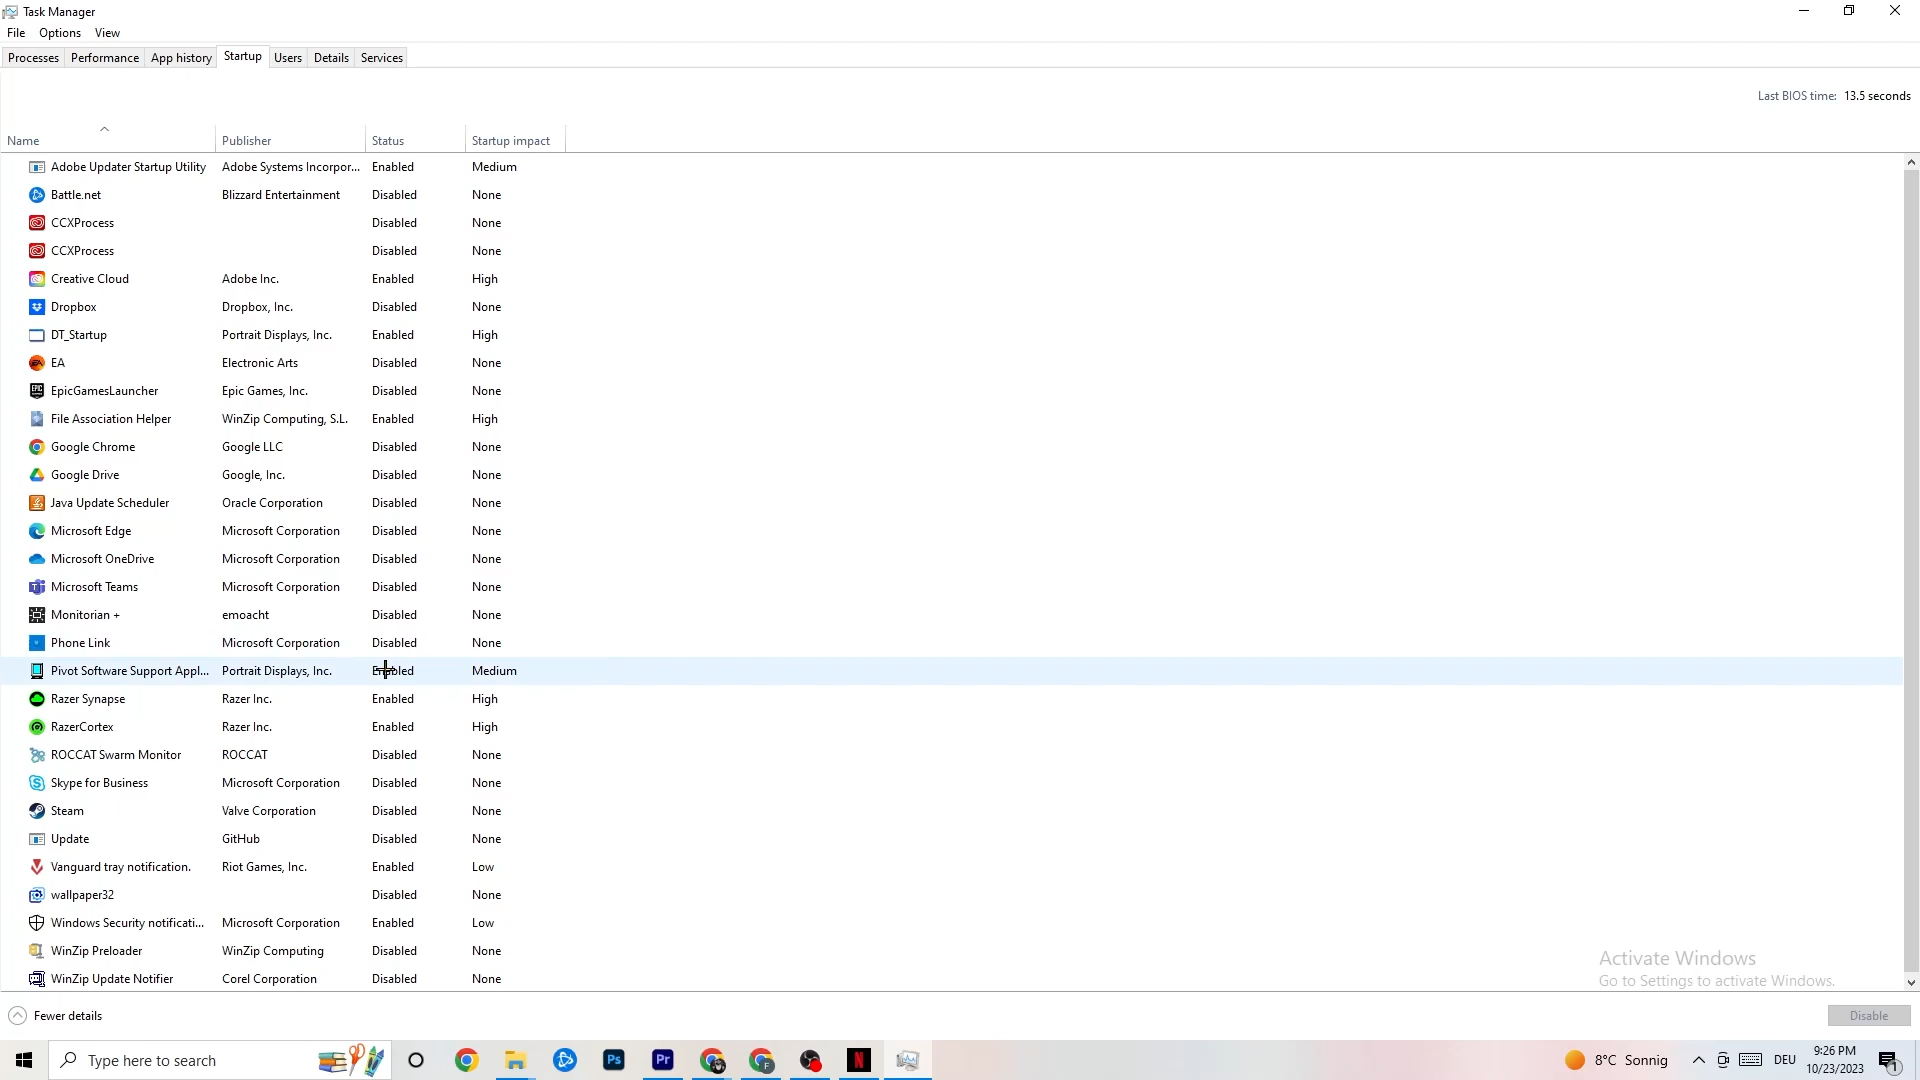 Task Manager
File Options View
Processes Performance App history Startup Users Details Services
Last BIOS time: 13.5 seconds
Name Publisher Status Startup impact
Adobe Updater Startup Utility Adobe Systems Incorpor... Enabled Medium
Battle.net Blizzard Entertainment Disabled None
CCXProcess Disabled None
CCXProcess Disabled None
Creative Cloud Adobe Inc. Enabled High
Dropbox Dropbox, Inc. Disabled None
DT_Startup Portrait Displays, Inc. Enabled High
EA Electronic Arts Disabled None
EpicGamesLauncher Epic Games, Inc. Disabled None
File Association Helper WinZip Computing, S.L. Enabled High
Google Chrome Google LLC Disabled None
Google Drive Google, Inc. Disabled None
Java Update Scheduler Oracle Corporation Disabled None
Microsoft Edge Microsoft Corporation Disabled None
Microsoft OneDrive Microsoft Corporation Disabled None
Microsoft Teams Microsoft Corporation Disabled None
Monitorian + emoacht Disabled None
Phone Link Microsoft Corporation Disabled None
Pivot Software Support Appl... Portrait Displays, Inc. Enabled Medium
Razer Synapse Razer Inc. Enabled High
RazerCortex Razer Inc. Enabled High
ROCCAT Swarm Monitor ROCCAT Disabled None
Skype for Business Microsoft Corporation Disabled None
Steam Valve Corporation Disabled None
Update GitHub Disabled None
Vanguard tray notification. Riot Games, Inc. Enabled Low
wallpaper32 Disabled None
Windows Security notificati... Microsoft Corporation Enabled Low
WinZip Preloader WinZip Computing Disabled None
WinZip Update Notifier Corel Corporation Disabled None
Activate Windows
Go to Settings to activate Windows.
Fewer details Disable
Type here to search Ps Pr F N 8°C Sonnig DEU 9:26 PM
10/23/2023 1